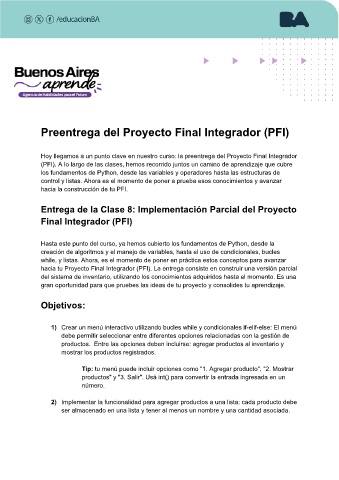 /educacionBA
BA
Buenos Aires
aprende
Agencia de Habilidades para el Futuro
Preentrega del Proyecto Final Integrador (PFI)
Hoy llegamos a un punto clave en nuestro curso: la preentrega del Proyecto Final Integrador
(PFI). A lo largo de las clases, hemos recorrido juntos un camino de aprendizaje que cubre
los fundamentos de Python, desde las variables y operadores hasta las estructuras de
control y listas. Ahora es el momento de poner a prueba esos conocimientos y avanzar
hacia la construcción de tu PFI.
Entrega de la Clase 8: Implementación Parcial del Proyecto
Final Integrador (PFI)
Hasta este punto del curso, ya hemos cubierto los fundamentos de Python, desde la
creación de algoritmos y el manejo de variables, hasta el uso de condicionales, bucles
while, y listas. Ahora, es el momento de poner en práctica estos conceptos para avanzar
hacia tu Proyecto Final Integrador (PFI). La entrega consiste en construir una versión parcial
del sistema de inventario, utilizando los conocimientos adquiridos hasta el momento. Es una
gran oportunidad para que pruebes las ideas de tu proyecto y consolides tu aprendizaje.
Objetivos:
1) Crear un menú interactivo utilizando bucles while y condicionales if-elif-else: El menú
debe permitir seleccionar entre diferentes opciones relacionadas con la gestión de
productos. Entre las opciones deben incluirse: agregar productos al inventario y
mostrar los productos registrados.
Tip: tu menú puede incluir opciones como "1. Agregar producto", "2. Mostrar
productos" y "3. Salir". Usá int() para convertir la entrada ingresada en un
número.
2) Implementar la funcionalidad para agregar productos a una lista: cada producto debe
ser almacenado en una lista y tener al menos un nombre y una cantidad asociada.